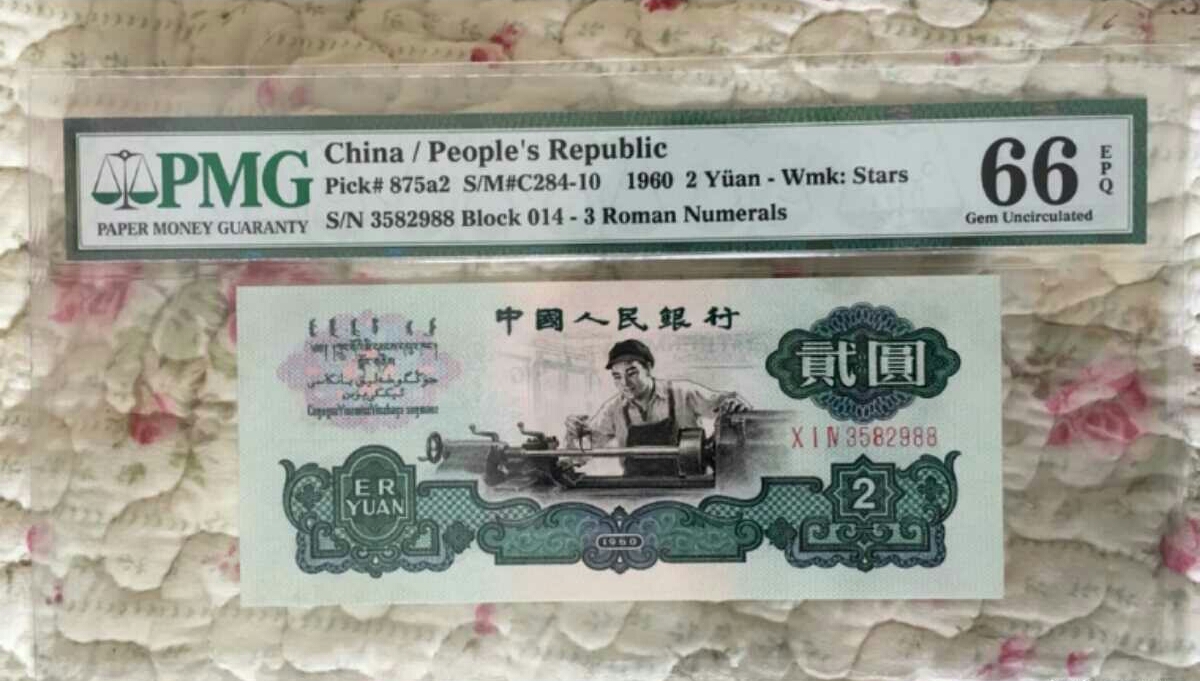 PMG
PAPER MONEY GUARANTY
China / People's Republic
Pick# 875a2 S/M#C284-10 1960 2 Yüan - Wmk: Stars
S/N 3582988 Block 014 - 3 Roman Numerals
66
EPQ
Gem Uncirculated
中國人民銀行
貳圓
X I IV 3582988
ER
YUAN
2
1960